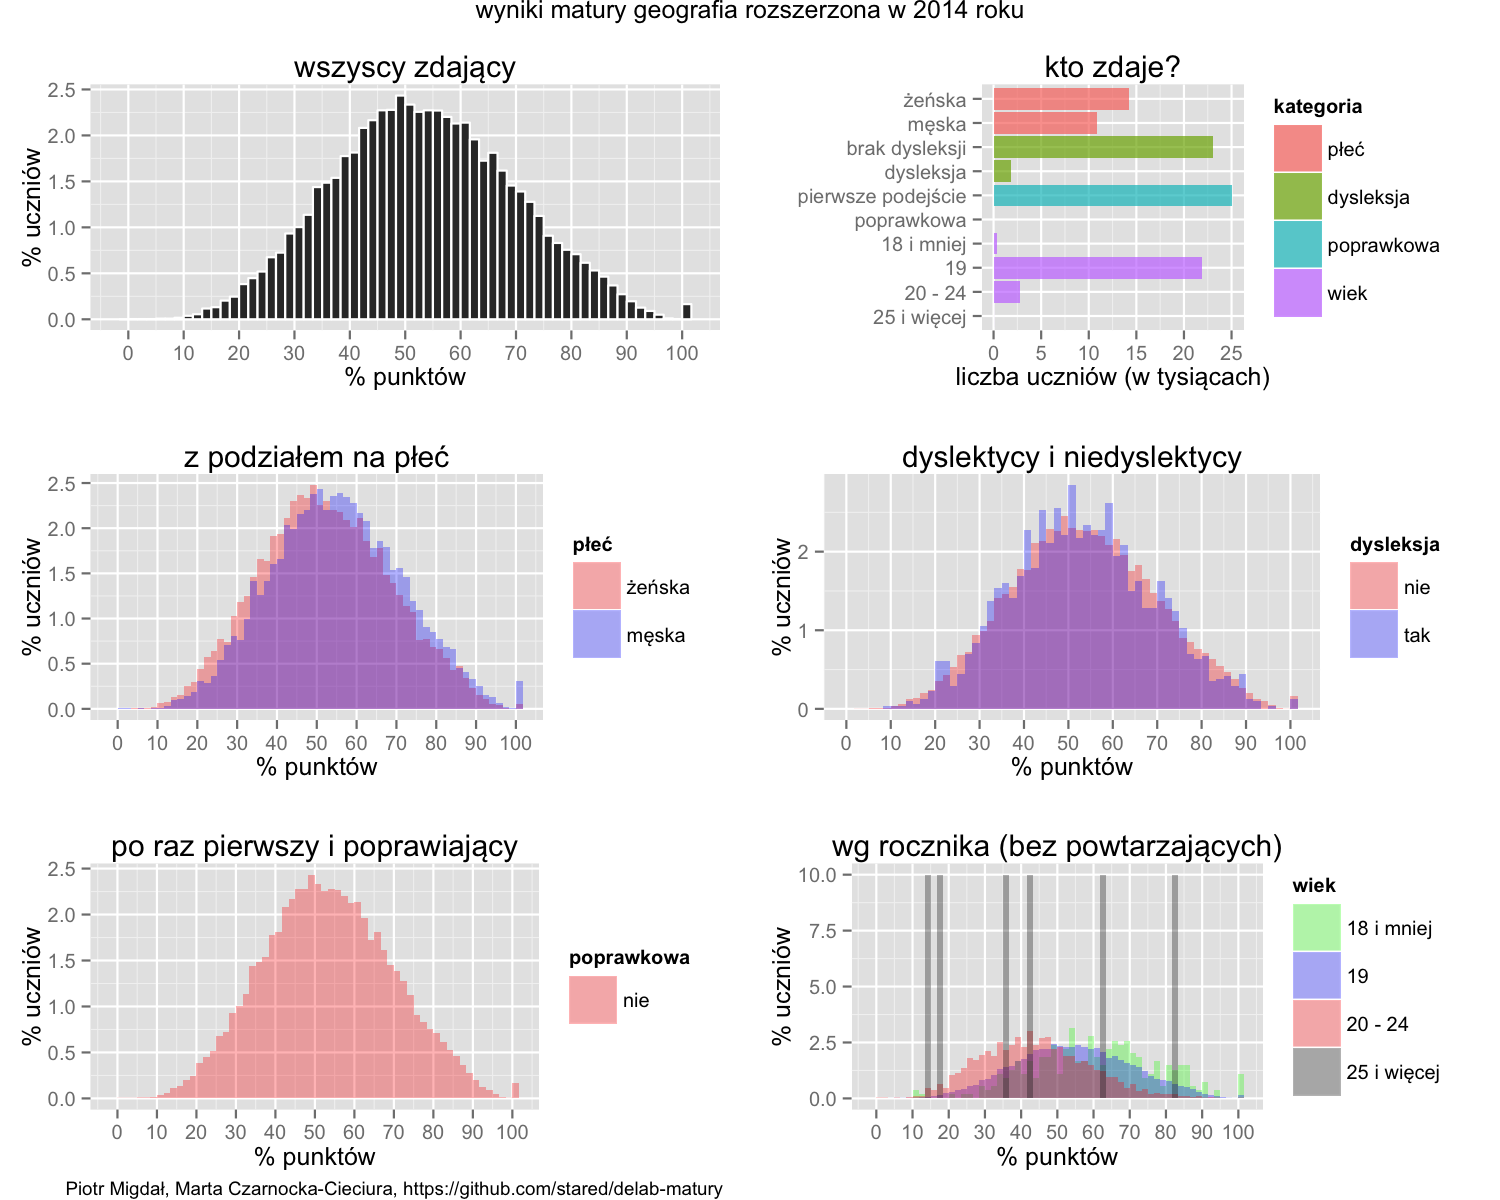 wyniki matury geografia rozszerzona w 2014 roku
wszyscy zdający
% uczniów
2.5
2.0
1.5
1.0
0.5
0.0
0 10 20 30 40 50 60 70 80 90 100
% punktów
kto zdaje?
żeńska
męska
brak dysleksji
dysleksja
pierwsze podejście
poprawkowa
18 i mniej
19
20 - 24
25 i więcej
0 5 10 15 20 25
liczba uczniów (w tysiącach)
kategoria
płeć
dysleksja
poprawkowa
wiek
z podziałem na płeć
% uczniów
2.5
2.0
1.5
1.0
0.5
0.0
0 10 20 30 40 50 60 70 80 90 100
% punktów
płeć
żeńska
męska
dyslektycy i niedyslektycy
% uczniów
2
1
0
0 10 20 30 40 50 60 70 80 90 100
% punktów
dysleksja
nie
tak
po raz pierwszy i poprawiający
% uczniów
2.5
2.0
1.5
1.0
0.5
0.0
0 10 20 30 40 50 60 70 80 90 100
% punktów
poprawkowa
nie
wg rocznika (bez powtarzających)
% uczniów
10.0
7.5
5.0
2.5
0.0
0 10 20 30 40 50 60 70 80 90 100
% punktów
wiek
18 i mniej
19
20 - 24
25 i więcej
Piotr Migdał, Marta Czarnocka-Cieciura, https://github.com/stared/delab-matury